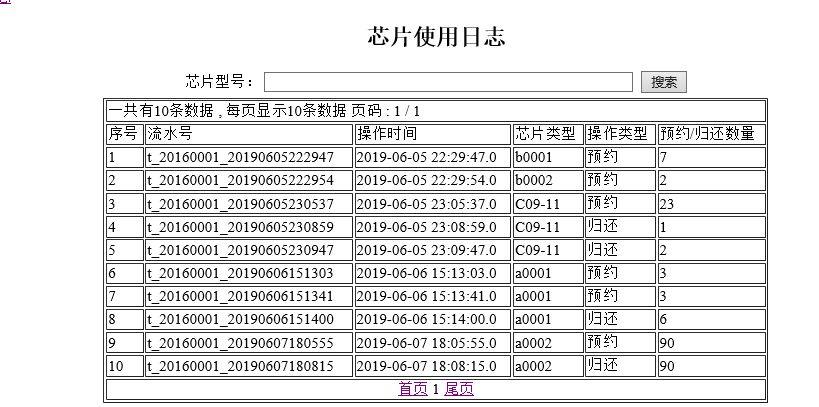 芯片使用日志
芯片型号： 搜索
一共有10条数据 , 每页显示10条数据 页码 : 1 / 1
序号 流水号 操作时间 芯片类型 操作类型 预约/归还数量
1 t_20160001_20190605222947 2019-06-05 22:29:47.0 b0001 预约 7
2 t_20160001_20190605222954 2019-06-05 22:29:54.0 b0002 预约 2
3 t_20160001_20190605230537 2019-06-05 23:05:37.0 C09-11 预约 23
4 t_20160001_20190605230859 2019-06-05 23:08:59.0 C09-11 归还 1
5 t_20160001_20190605230947 2019-06-05 23:09:47.0 C09-11 归还 2
6 t_20160001_20190606151303 2019-06-06 15:13:03.0 a0001 预约 3
7 t_20160001_20190606151341 2019-06-06 15:13:41.0 a0001 预约 3
8 t_20160001_20190606151400 2019-06-06 15:14:00.0 a0001 归还 6
9 t_20160001_20190607180555 2019-06-07 18:05:55.0 a0002 预约 90
10 t_20160001_20190607180815 2019-06-07 18:08:15.0 a0002 归还 90
首页 1 尾页